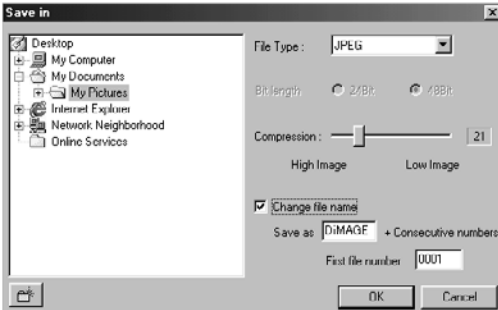 Save in
Desktop
My Computer
My Documents
My Pictures
Internet Explorer
Network Neighborhood
Online Services
File Type : JPEG
Bit length 24Bit 48Bit
Compression : 21
High Image Low Image
Change file name
Save as DiMAGE + Consecutive numbers
First file number 0001
OK Cancel